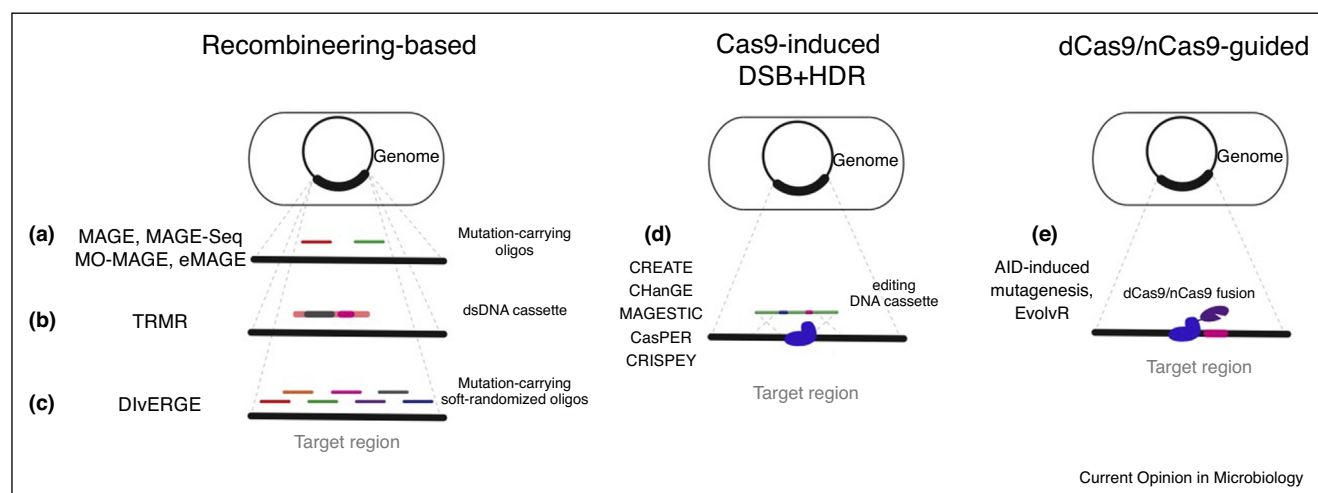 Recombineering-based
Genome
(a)
MAGE, MAGE-Seq
MO-MAGE, eMAGE
Mutation-carrying
oligos
(b)
TRMR
dsDNA cassette
(c)
DIvERGE
Mutation-carrying
soft-randomized oligos
Target region
Cas9-induced
DSB+HDR
Genome
(d)
CREATE
CHanGE
MAGESTIC
CasPER
CRISPEY
editing
DNA cassette
Target region
dCas9/nCas9-guided
Genome
(e)
AID-induced
mutagenesis,
EvolvR
dCas9/nCas9 fusion
Target region
Current Opinion in Microbiology